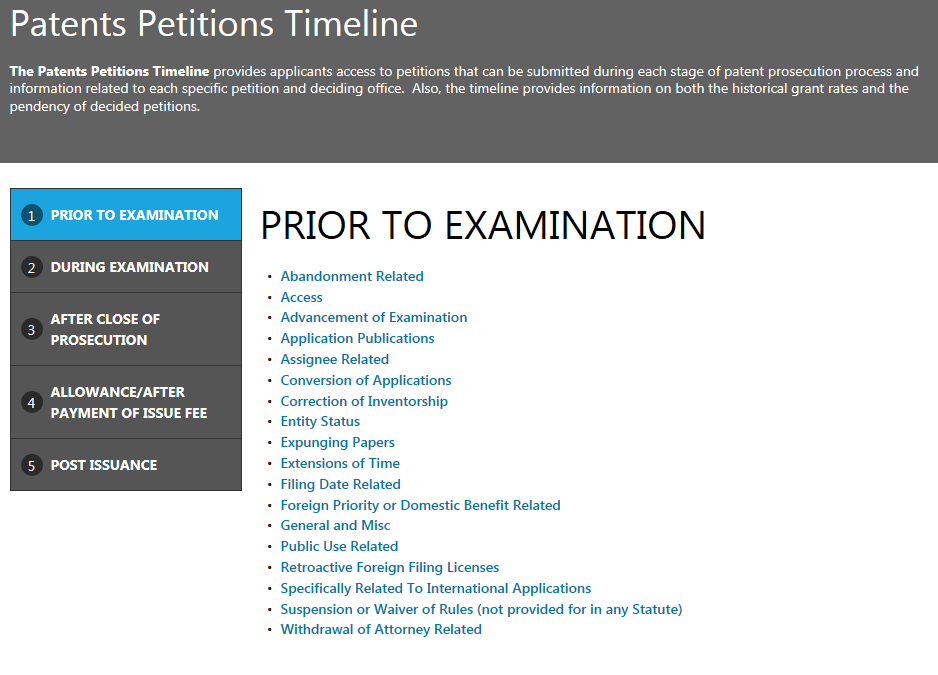 Patents Petitions Timeline
The Patents Petitions Timeline provides applicants access to petitions that can be submitted during each stage of patent prosecution process and
information related to each specific petition and deciding office.  Also, the timeline provides information on both the historical grant rates and the
pendency of decided petitions.
1 PRIOR TO EXAMINATION
2 DURING EXAMINATION
3 AFTER CLOSE OF
PROSECUTION
4 ALLOWANCE/AFTER
PAYMENT OF ISSUE FEE
5 POST ISSUANCE
PRIOR TO EXAMINATION
• Abandonment Related
• Access
• Advancement of Examination
• Application Publications
• Assignee Related
• Conversion of Applications
• Correction of Inventorship
• Entity Status
• Expunging Papers
• Extensions of Time
• Filing Date Related
• Foreign Priority or Domestic Benefit Related
• General and Misc
• Public Use Related
• Retroactive Foreign Filing Licenses
• Specifically Related To International Applications
• Suspension or Waiver of Rules (not provided for in any Statute)
• Withdrawal of Attorney Related